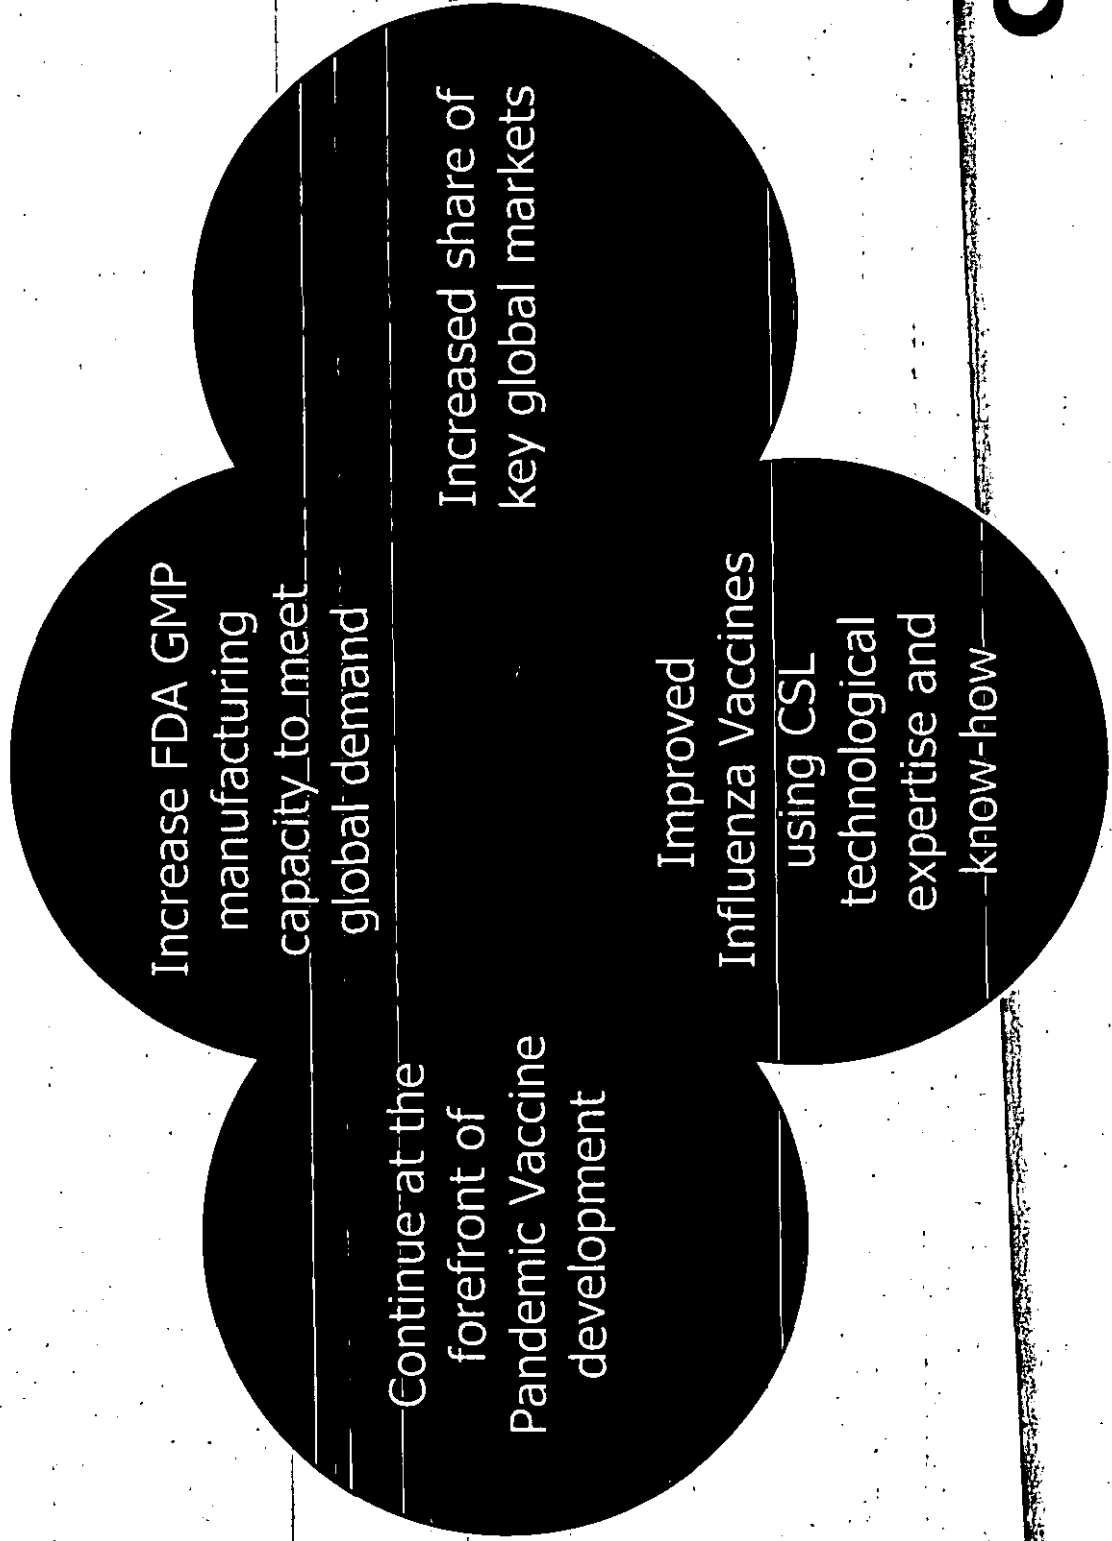 Increase FDA GMP
manufacturing
capacity to meet
global demand
Continue at the
forefront of
Pandemic Vaccine
development
Increased share of
key global markets
Improved
Influenza Vaccines
using CSL
technological
expertise and
know-how